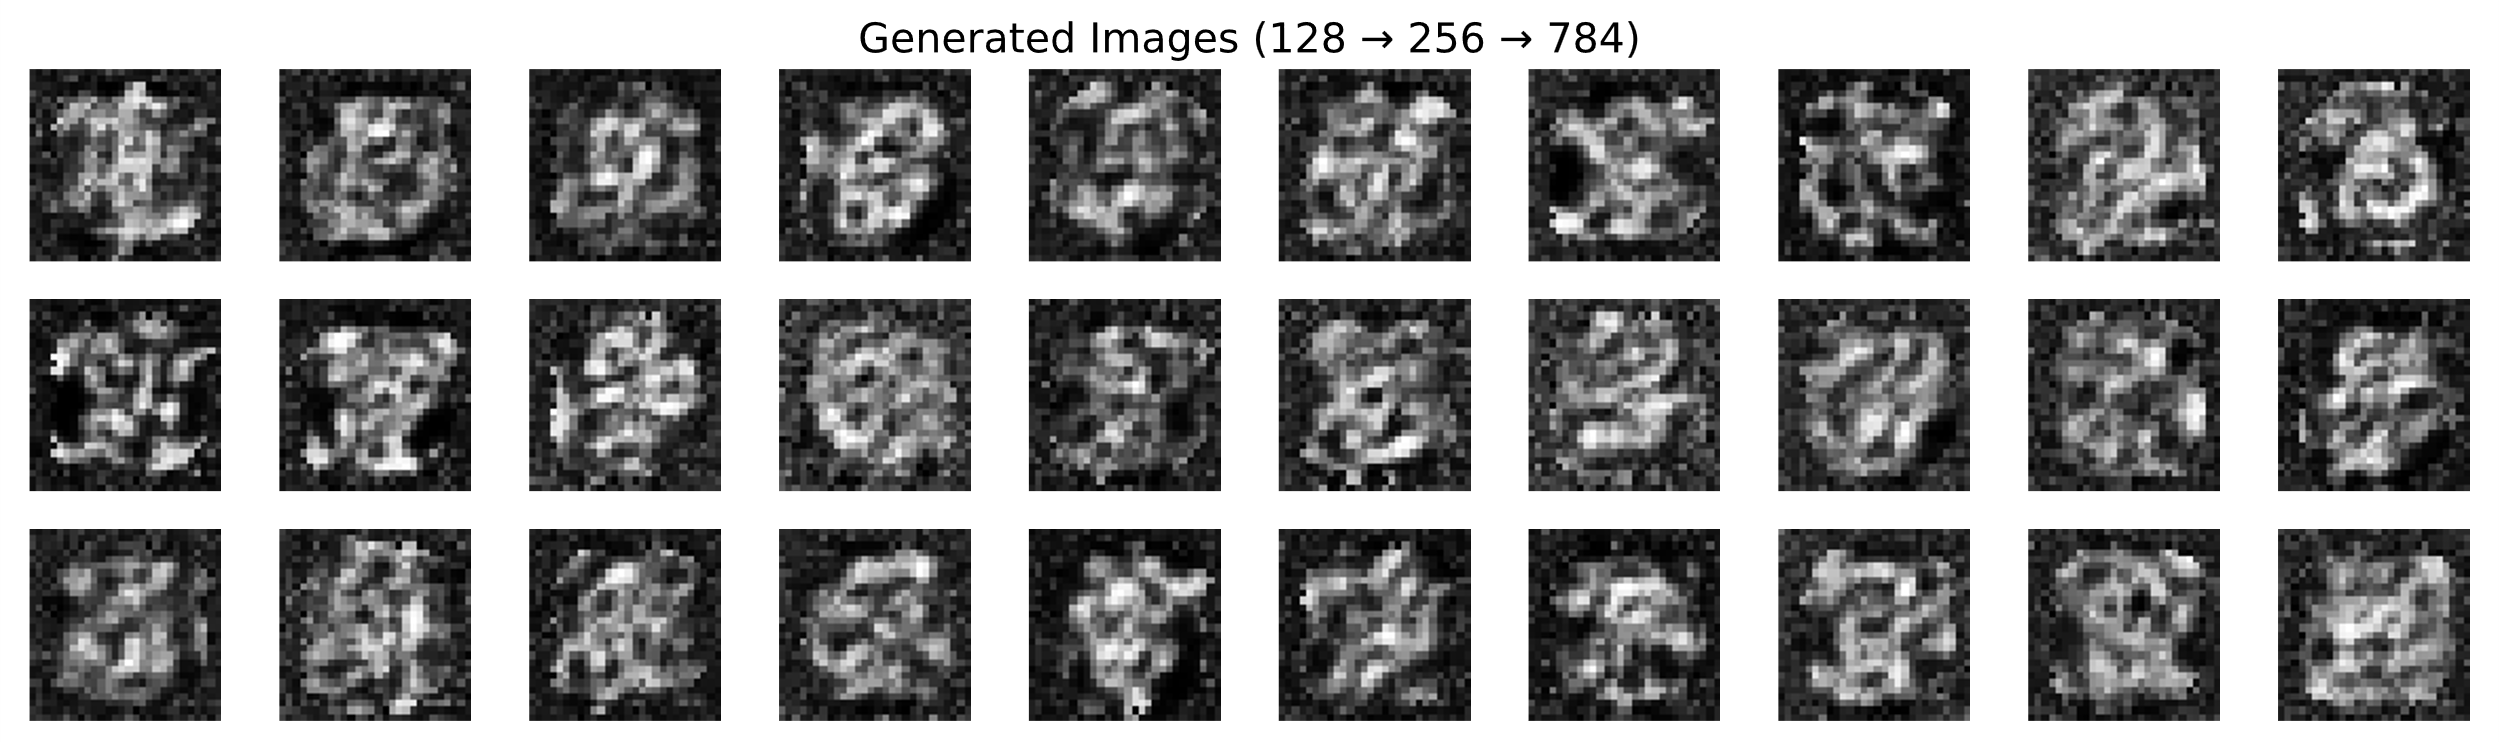 Generated Images (128 → 256 → 784)